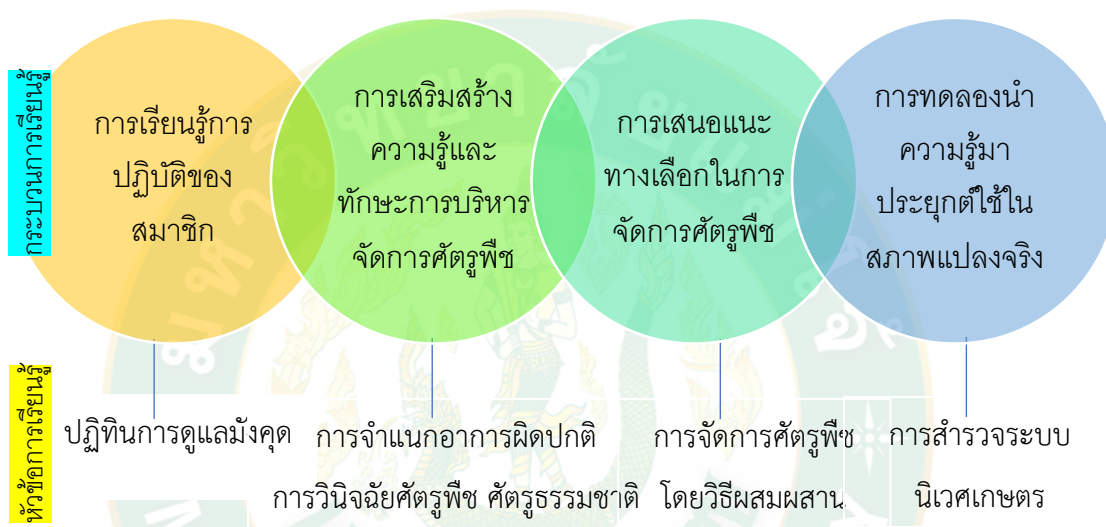 กระบวนการเรียนรู้
การเรียนรู้การ
ปฏิบัติของ
สมาชิก
การเสริมสร้าง
ความรู้และ
ทักษะการบริหาร
จัดการศัตรูพืช
การเสนอแนะ
ทางเลือกในการ
จัดการศัตรูพืช
การทดลองนำ
ความรู้มา
ประยุกต์ใช้ใน
สภาพแปลงจริง
หัวข้อการเรียนรู้
ปฏิทินการดูแลมังคุด
การจำแนกอาการผิดปกติ
การวินิจฉัยศัตรูพืช ศัตรูธรรมชาติ
การจัดการศัตรูพืช
โดยวิธีผสมผสาน
การสำรวจระบบ
นิเวศเกษตร